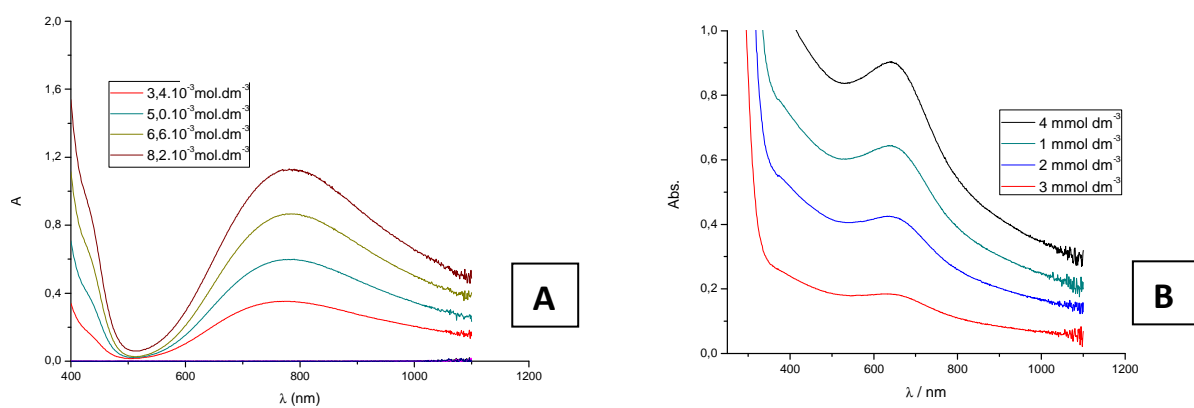 2,0
1,6
1,2
0,8
0,4
0,0
A
400
600
800
1000
1200
λ (nm)
3,4.10-3mol.dm-3
5,0.10-3mol.dm-3
6,6.10-3mol.dm-3
8,2.10-3mol.dm-3
A
1,0
0,8
0,6
0,4
0,2
0,0
Abs.
400
600
800
1000
1200
λ / nm
4 mmol dm-3
1 mmol dm-3
2 mmol dm-3
3 mmol dm-3
B